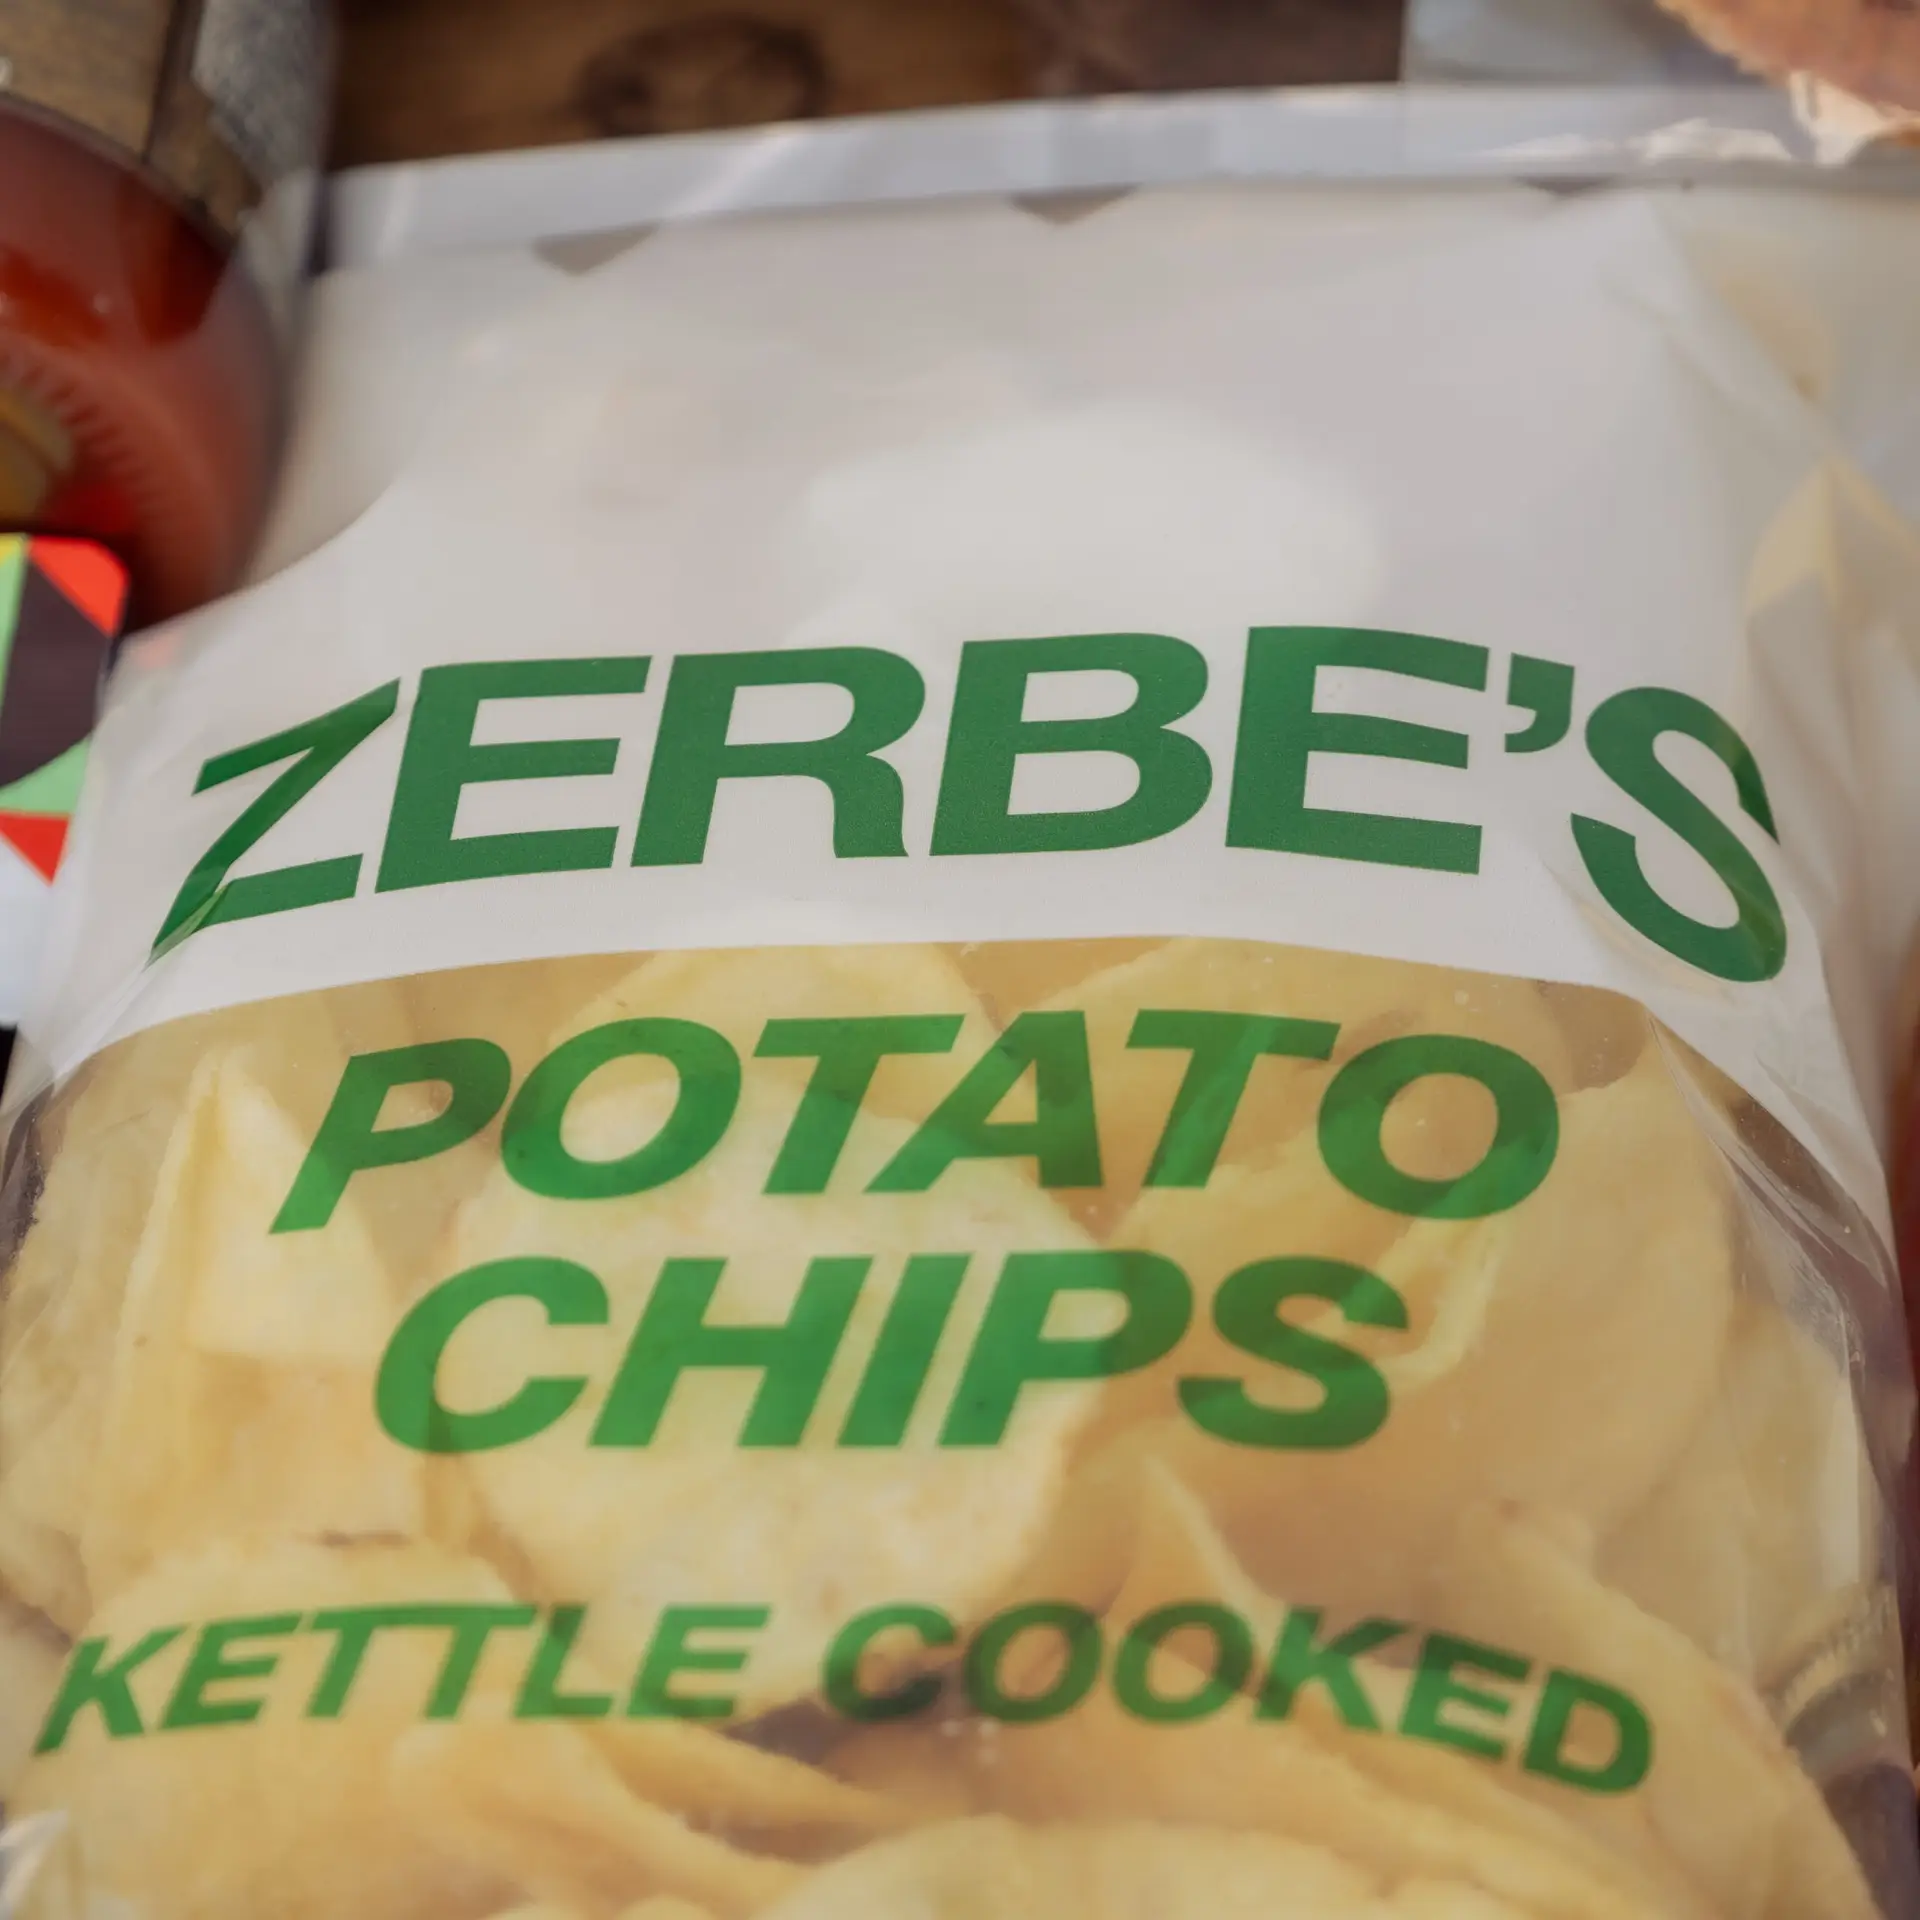 ZERBE’S
POTATO
CHIPS
KETTLE COOKED